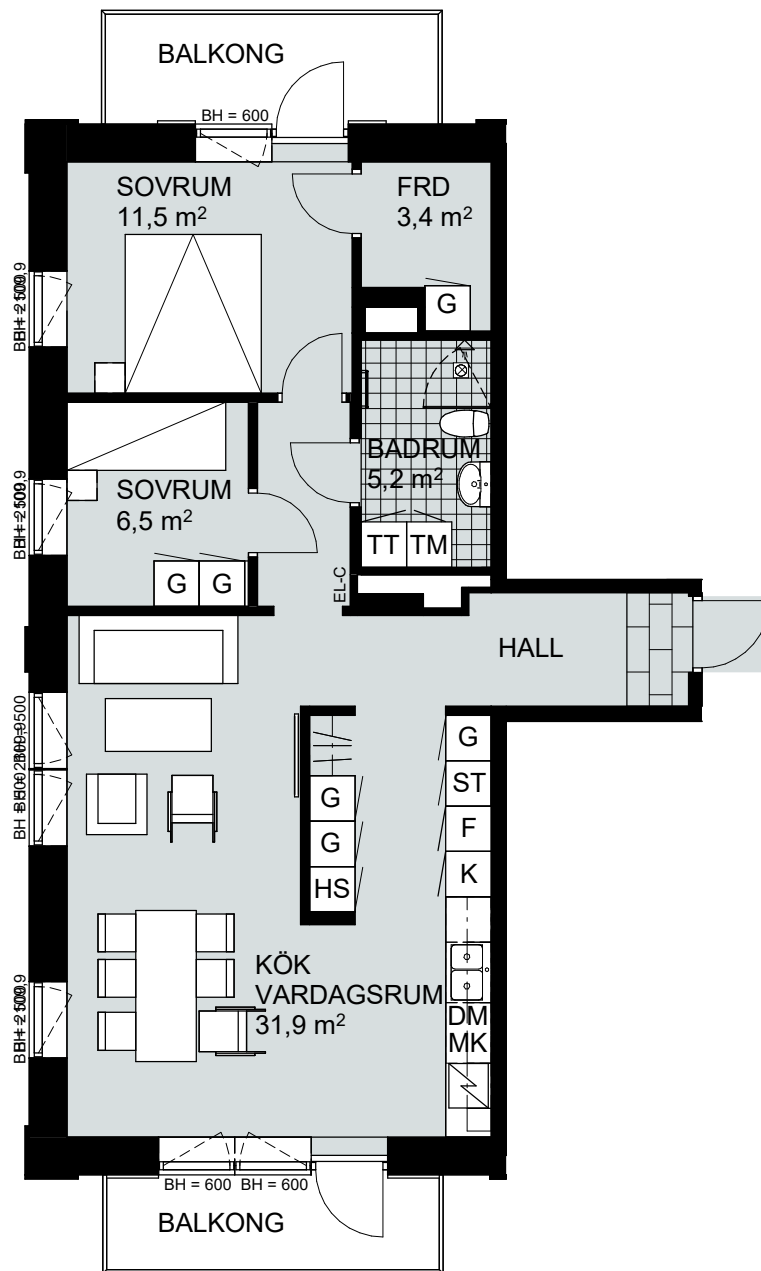 BALKONG
BH = 600
SOVRUM
11,5 m²
FRD
3,4 m²
G
BADRUM
5,2 m²
SOVRUM
6,5 m²
TT
TM
G
G
EL-C
HALL
G
ST
F
K
G
G
HS
KÖK
VARDAGSRUM
31,9 m²
DM
MK
BH = 600
BH = 600
BALKONG